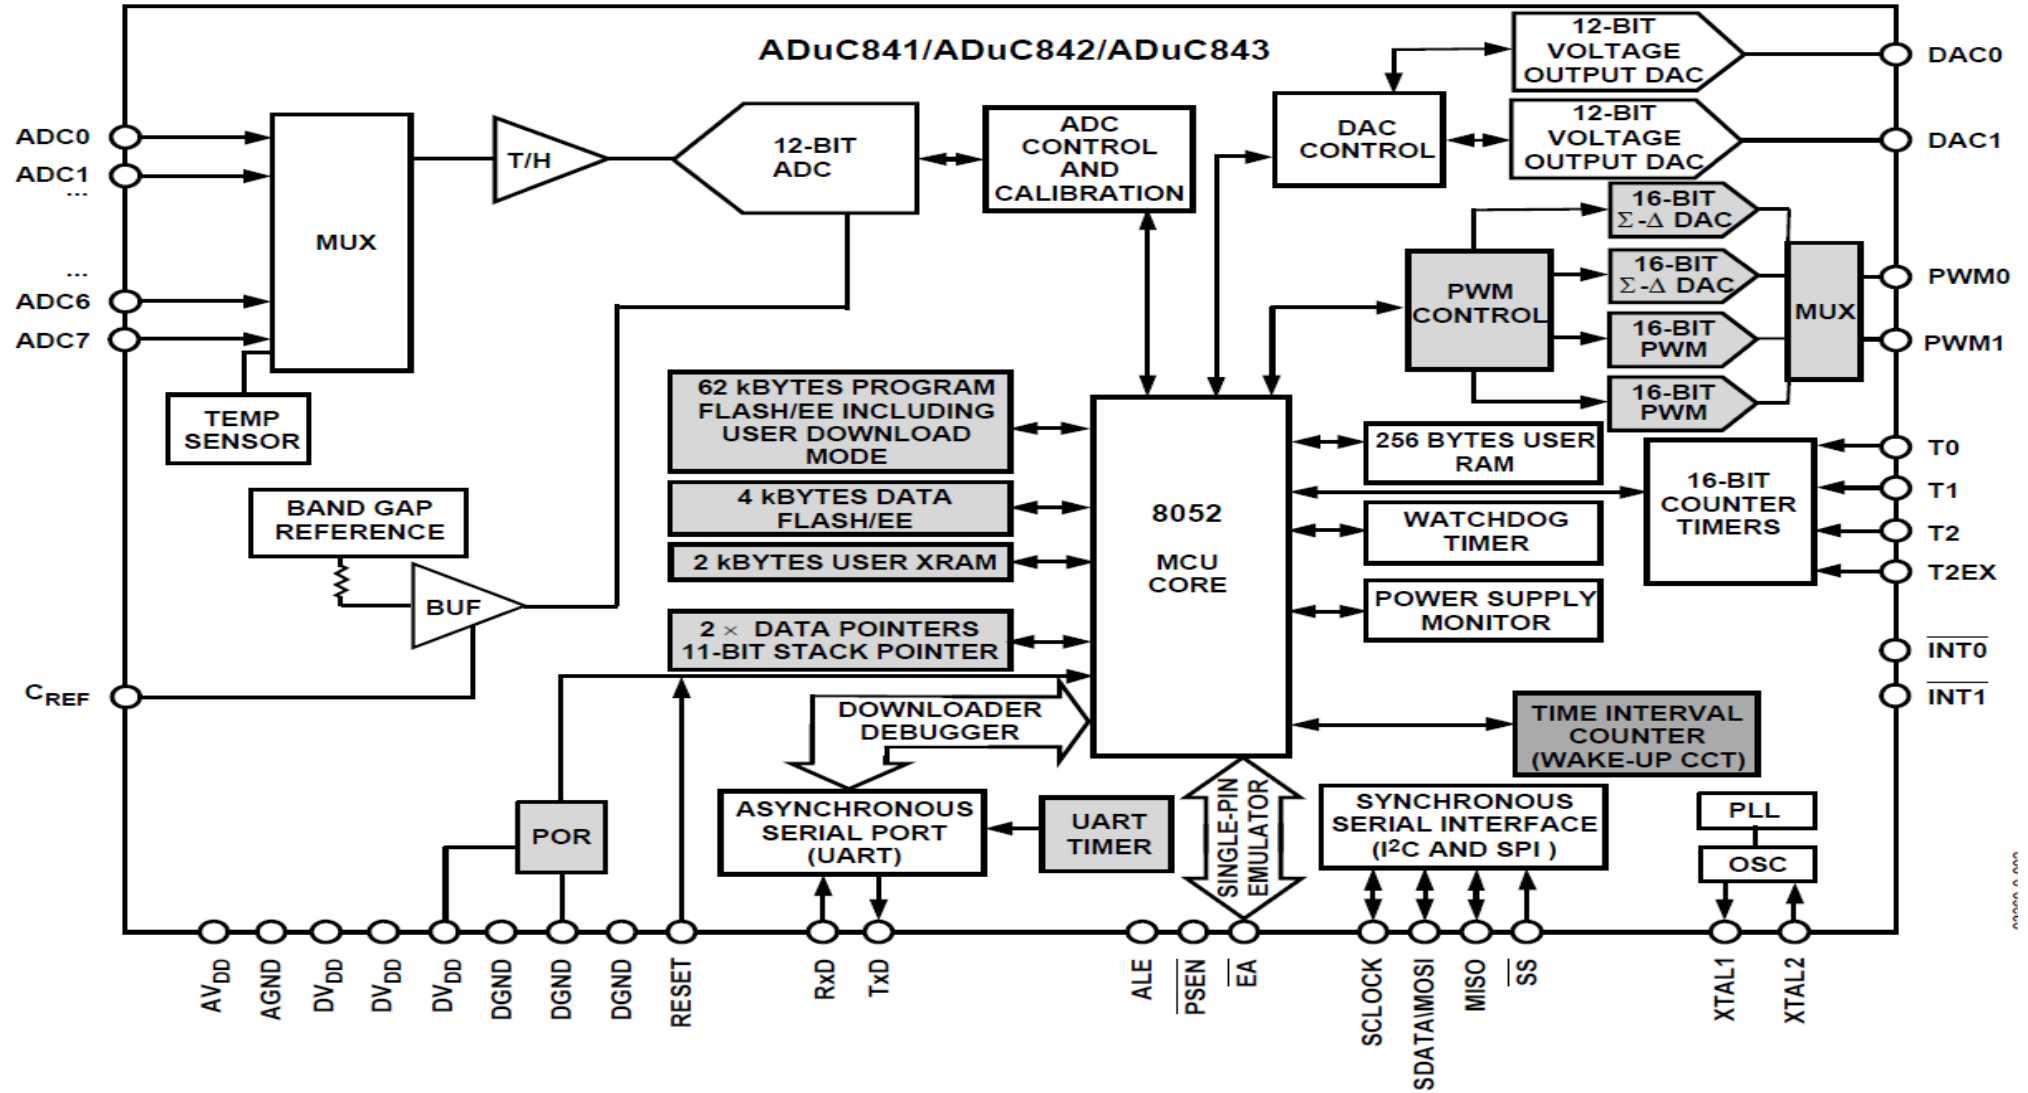 ADuC841/ADuC842/ADuC843
12-BIT
VOLTAGE
OUTPUT DAC
DAC0
12-BIT
VOLTAGE
OUTPUT DAC
DAC1
DAC
CONTROL
ADC
CONTROL
AND
CALIBRATION
12-BIT
ADC
T/H
MUX
ADC0
ADC1
...
...
ADC6
ADC7
TEMP
SENSOR
16-BIT
Σ-Δ DAC
16-BIT
Σ-Δ DAC
16-BIT
PWM
16-BIT
PWM
PWM
CONTROL
MUX
PWM0
PWM1
62 kBYTES PROGRAM
FLASH/EE INCLUDING
USER DOWNLOAD
MODE
4 kBYTES DATA
FLASH/EE
2 kBYTES USER XRAM
2 × DATA POINTERS
11-BIT STACK POINTER
8052
MCU
CORE
256 BYTES USER
RAM
WATCHDOG
TIMER
POWER SUPPLY
MONITOR
16-BIT
COUNTER
TIMERS
T0
T1
T2
T2EX
INT0
INT1
BAND GAP
REFERENCE
BUF
CREF
DOWNLOADER
DEBUGGER
TIME INTERVAL
COUNTER
(WAKE-UP CCT)
POR
ASYNCHRONOUS
SERIAL PORT
(UART)
UART
TIMER
SINGLE-PIN
EMULATOR
SYNCHRONOUS
SERIAL INTERFACE
(I2C AND SPI )
PLL
OSC
AVDD
AGND
DVDD
DVDD
DVDD
DGND
DGND
DGND
RESET
RxD
TxD
ALE
PSEN
EA
SCLOCK
SDATA\MOSI
MISO
SS
XTAL1
XTAL2